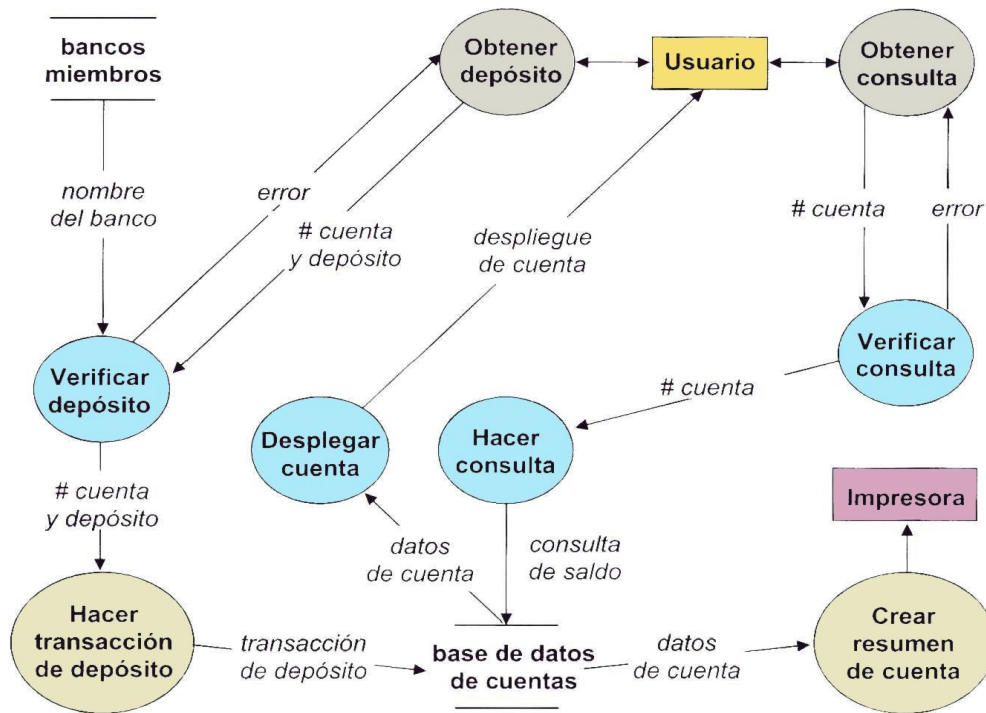 bancos
miembros
Obtener
depósito
Usuario
Obtener
consulta
nombre
del banco
error
# cuenta
y depósito
despliegue
de cuenta
# cuenta
error
Verificar
depósito
Verificar
consulta
# cuenta
Desplegar
cuenta
Hacer
consulta
# cuenta
y depósito
Impresora
datos
de cuenta
consulta
de saldo
Hacer
transacción
de depósito
transacción
de depósito
base de datos
de cuentas
datos
de cuenta
Crear
resumen
de cuenta